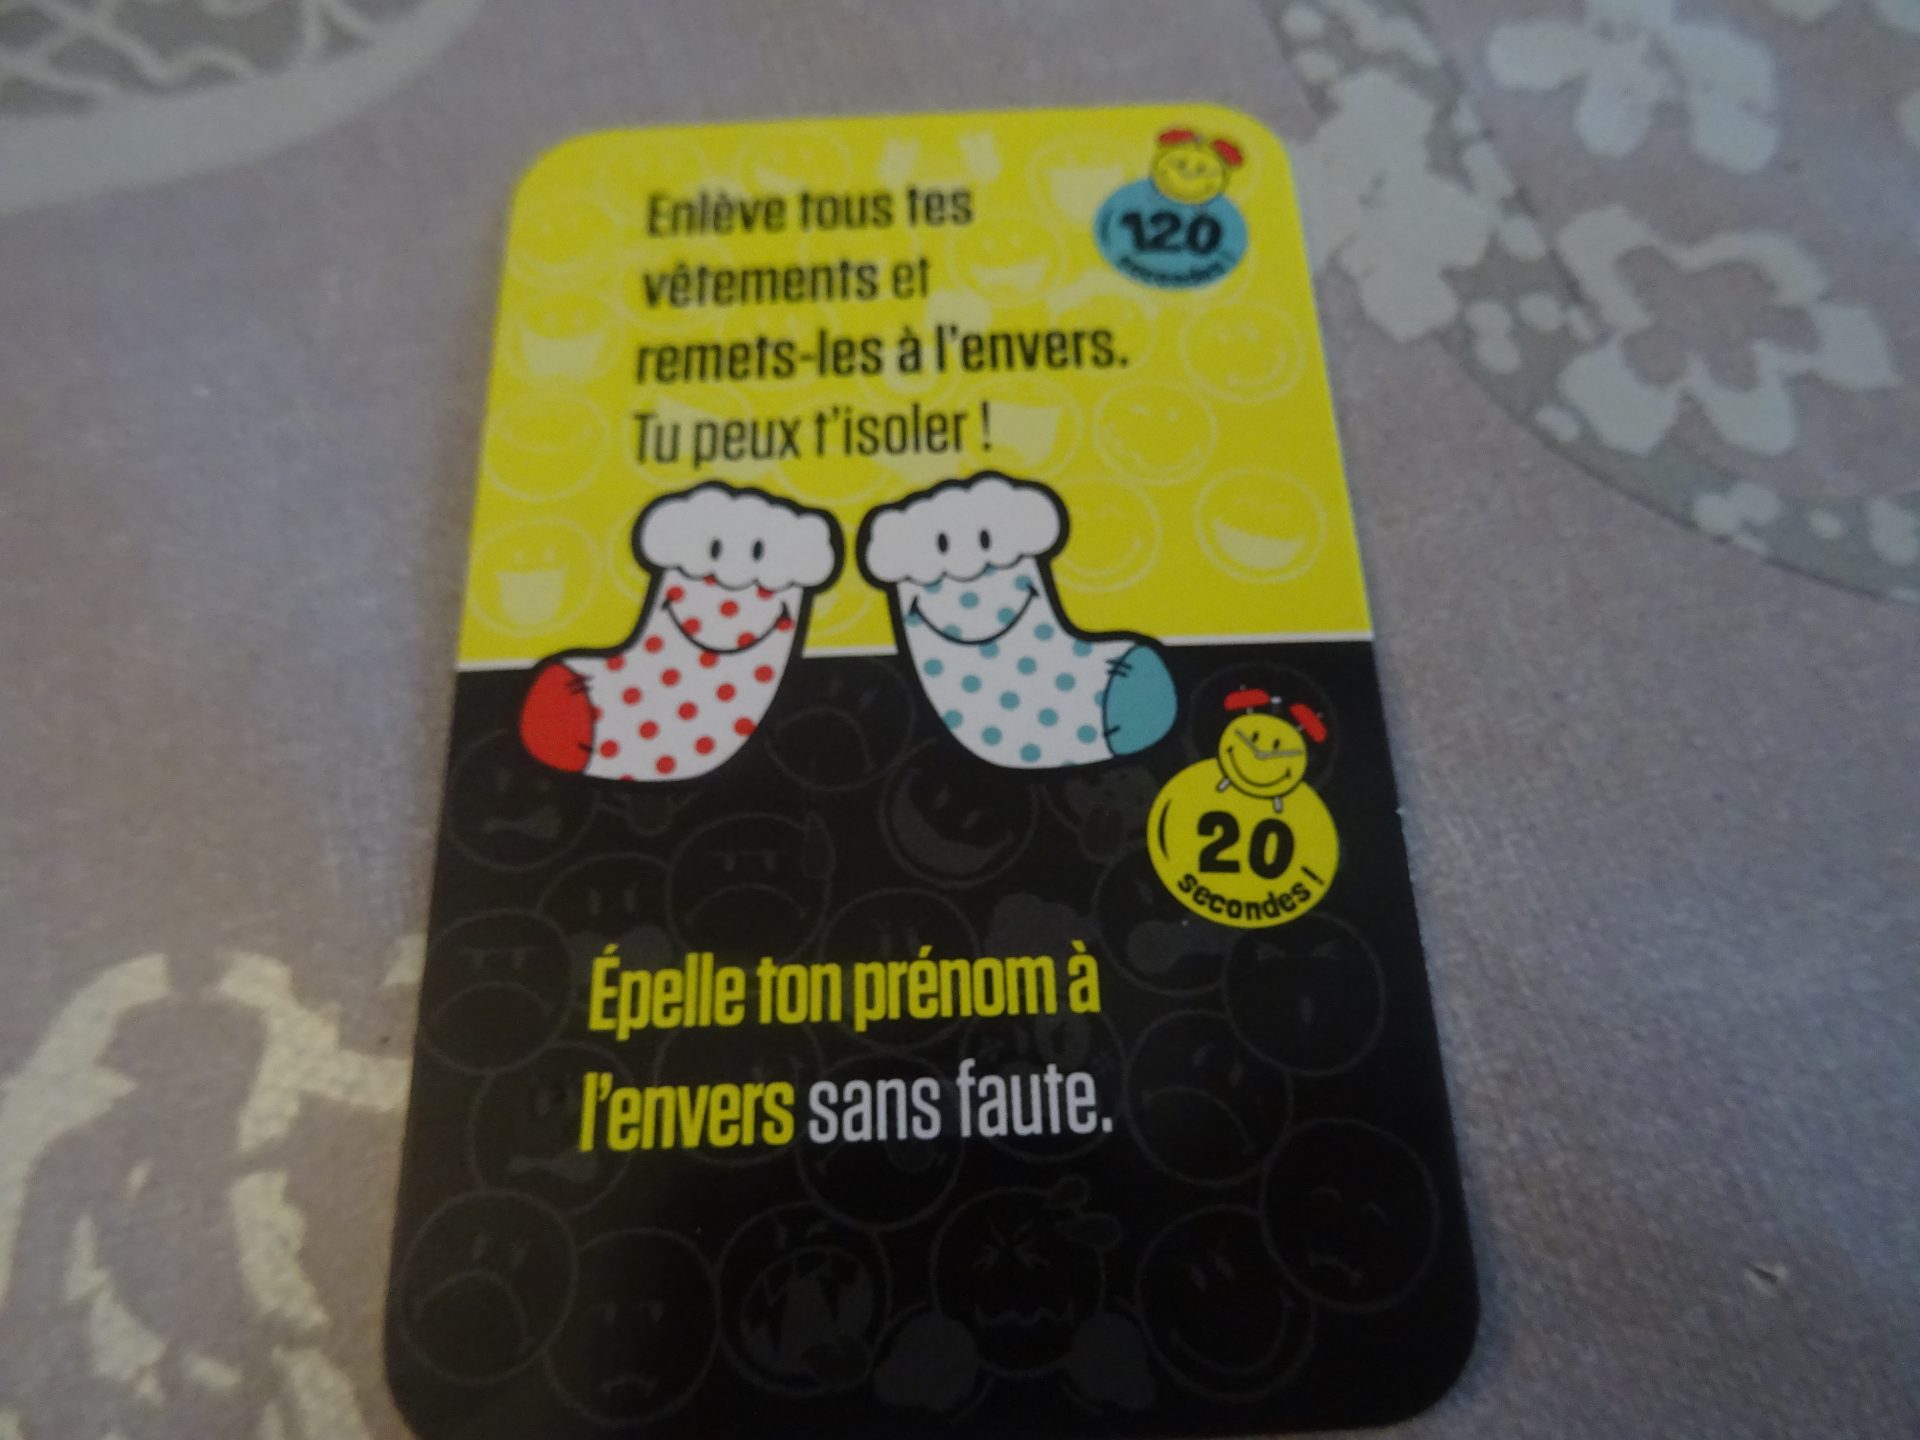 Enlève tous tes
vêtements et
remets-les à l'envers.
Tu peux t'isoler !
120
secondes !
20
secondes !
Épelle ton prénom à
l'envers sans faute.